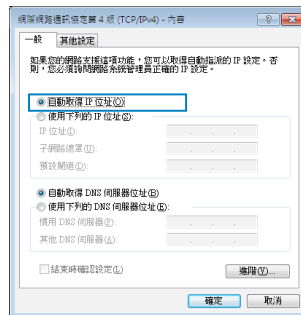 網際網路通訊協定第 4 版 (TCP/IPv4) - 內容
一般 其他設定
如果您的網路支援這項功能，您可以取得自動指派的 IP 設定。否
則，您必須詢問網路系統管理員正確的 IP 設定。
自動取得 IP 位址(O)
使用下列的 IP 位址(S):
IP 位址(I):
子網路遮罩(U):
預設閘道(D):
自動取得 DNS 伺服器位址(B)
使用下列的 DNS 伺服器位址(E):
慣用 DNS 伺服器(P):
其他 DNS 伺服器(A):
結束時確認設定(L)
進階(V)...
確定 取消